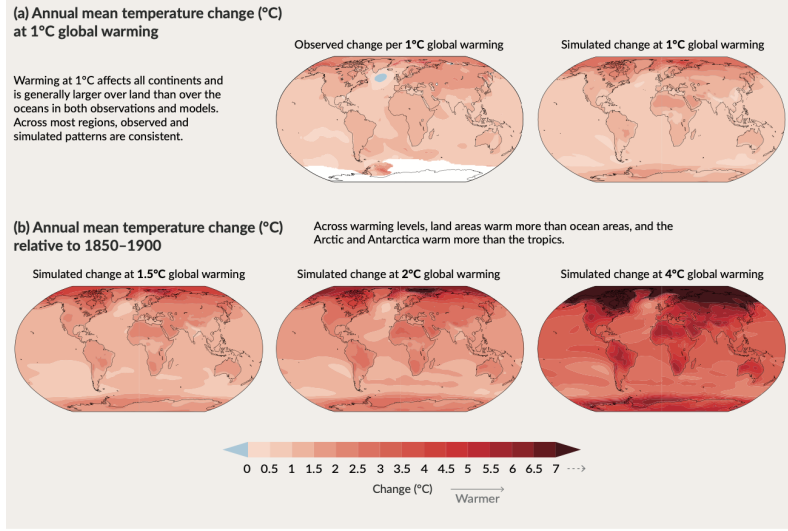 (a) Annual mean temperature change (°C)
at 1°C global warming
Observed change per 1°C global warming
Simulated change at 1°C global warming
Warming at 1°C affects all continents and
is generally larger over land than over the
oceans in both observations and models.
Across most regions, observed and
simulated patterns are consistent.
(b) Annual mean temperature change (°C)
relative to 1850–1900
Across warming levels, land areas warm more than ocean areas, and the
Arctic and Antarctica warm more than the tropics.
Simulated change at 1.5°C global warming
Simulated change at 2°C global warming
Simulated change at 4°C global warming
0 0.5 1 1.5 2 2.5 3 3.5 4 4.5 5 5.5 6 6.5 7
Change (°C)
Warmer